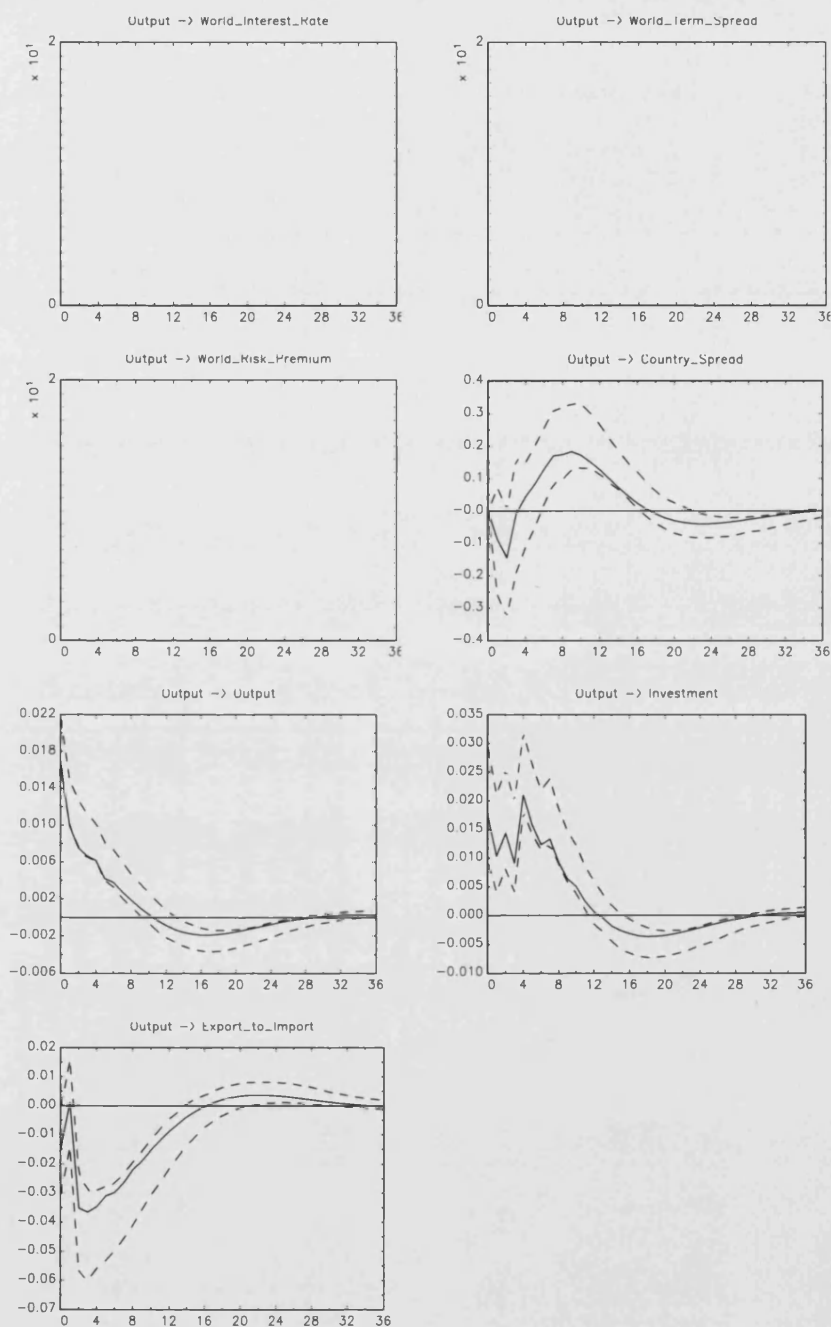 Output -> World_Interest_Rate
x 10¹
2
0
0 4 8 12 16 20 24 28 32 36
Output -> World_Term_Spread
x 10¹
2
0
0 4 8 12 16 20 24 28 32 36
Output -> World_Risk_Premium
x 10¹
2
0
0 4 8 12 16 20 24 28 32 36
Output -> Country_Spread
0.4
0.3
0.2
0.1
-0.0
-0.1
-0.2
-0.3
-0.4
0 4 8 12 16 20 24 28 32 36
Output -> Output
0.022
0.018
0.014
0.010
0.006
0.002
-0.002
-0.006
0 4 8 12 16 20 24 28 32 36
Output -> Investment
0.035
0.030
0.025
0.020
0.015
0.010
0.005
0.000
-0.005
-0.010
0 4 8 12 16 20 24 28 32 36
Output -> Export_to_Import
0.02
0.01
0.00
-0.01
-0.02
-0.03
-0.04
-0.05
-0.06
-0.07
0 4 8 12 16 20 24 28 32 36